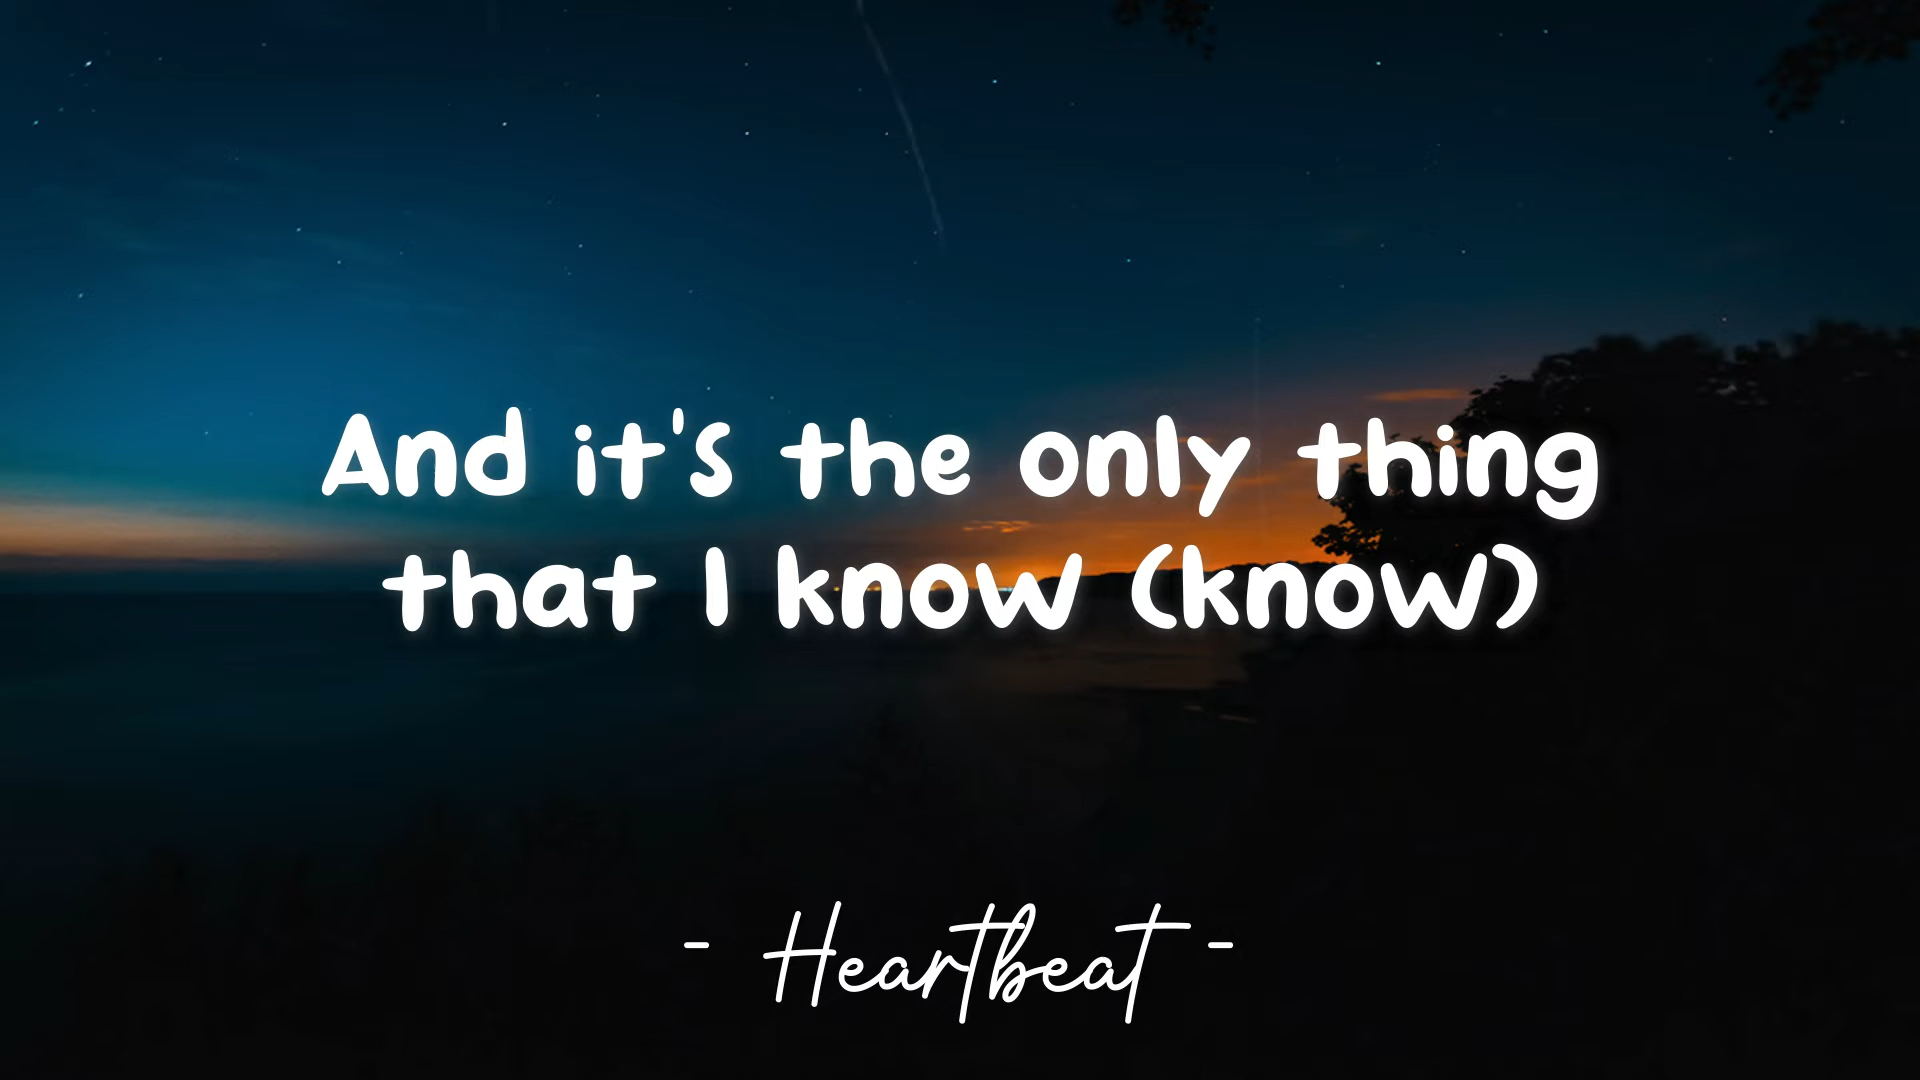 And it's the only thing
that I know (know)
- Heartbeat -